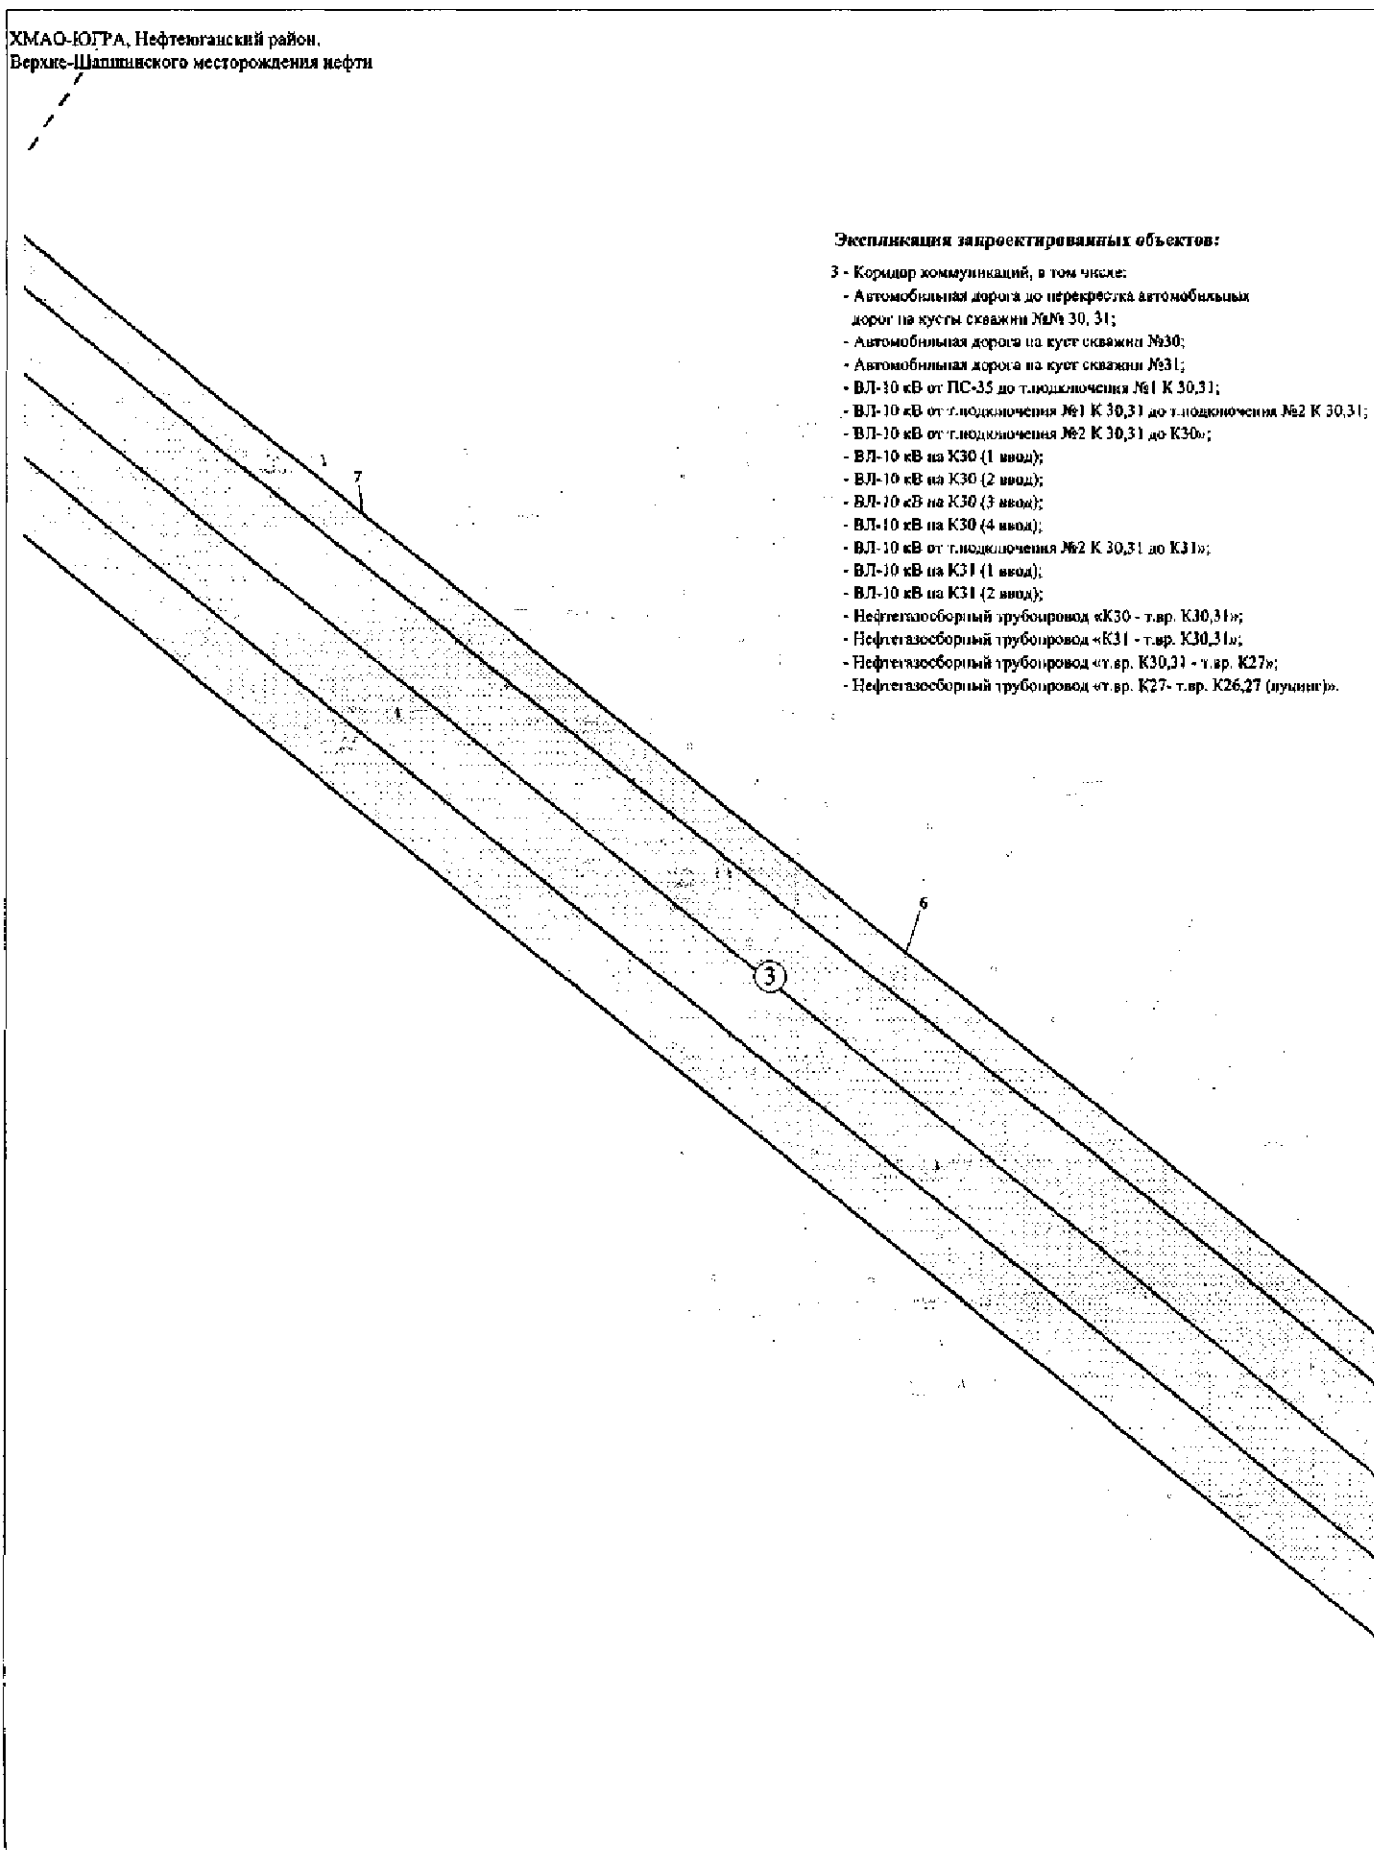 ХМАО-ЮГРА, Нефтеюганский район,
Верхне-Шапшинского месторождения нефти
Экспликация запроектированных объектов:
3 - Коридор коммуникаций, в том числе:
- Автомобильная дорога до перекрестка автомобильных
дорог на кусты скважин №№ 30, 31;
- Автомобильная дорога на куст скважин №30;
- Автомобильная дорога на куст скважин №31;
- ВЛ-10 кВ от ПС-35 до т.подключения №1 К 30,31;
- ВЛ-10 кВ от т.подключения №1 К 30,31 до т.подключения №2 К 30,31;
- ВЛ-10 кВ от т.подключения №2 К 30,31 до К30»;
- ВЛ-10 кВ на К30 (1 ввод);
- ВЛ-10 кВ на К30 (2 ввод);
- ВЛ-10 кВ на К30 (3 ввод);
- ВЛ-10 кВ на К30 (4 ввод);
- ВЛ-10 кВ от т.подключения №2 К 30,31 до К31»;
- ВЛ-10 кВ на К31 (1 ввод);
- ВЛ-10 кВ на К31 (2 ввод);
- Нефтегазосборный трубопровод «К30 - т.вр. К30,31»;
- Нефтегазосборный трубопровод «К31 - т.вр. К30,31»;
- Нефтегазосборный трубопровод «т.вр. К30,31 - т.вр. К27»;
- Нефтегазосборный трубопровод «т.вр. К27- т.вр. К26,27 (лупинг)».
7
6
3